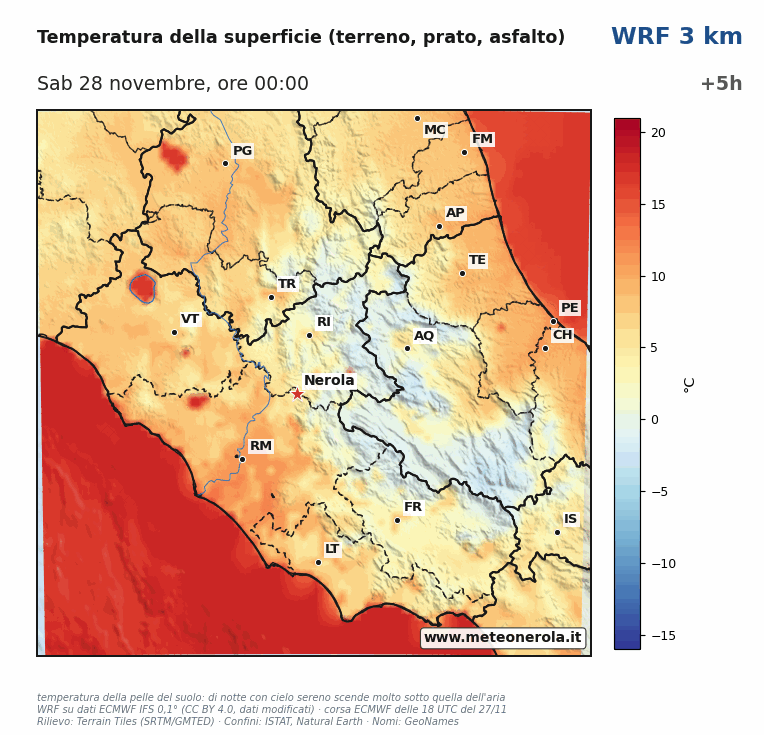 Temperatura della superficie (terreno, prato, asfalto)
WRF 3 km
Sab 28 novembre, ore 00:00
+5h
MC
FM
PG
AP
TE
TR
PE
VT
RI
AQ
CH
Nerola
RM
FR
IS
LT
www.meteonerola.it
20
15
10
5
0
−5
−10
−15
°C
temperatura della pelle del suolo: di notte con cielo sereno scende molto sotto quella dell'aria
WRF su dati ECMWF IFS 0,1° (CC BY 4.0, dati modificati) · corsa ECMWF delle 18 UTC del 27/11
Rilievo: Terrain Tiles (SRTM/GMTED) · Confini: ISTAT, Natural Earth · Nomi: GeoNames